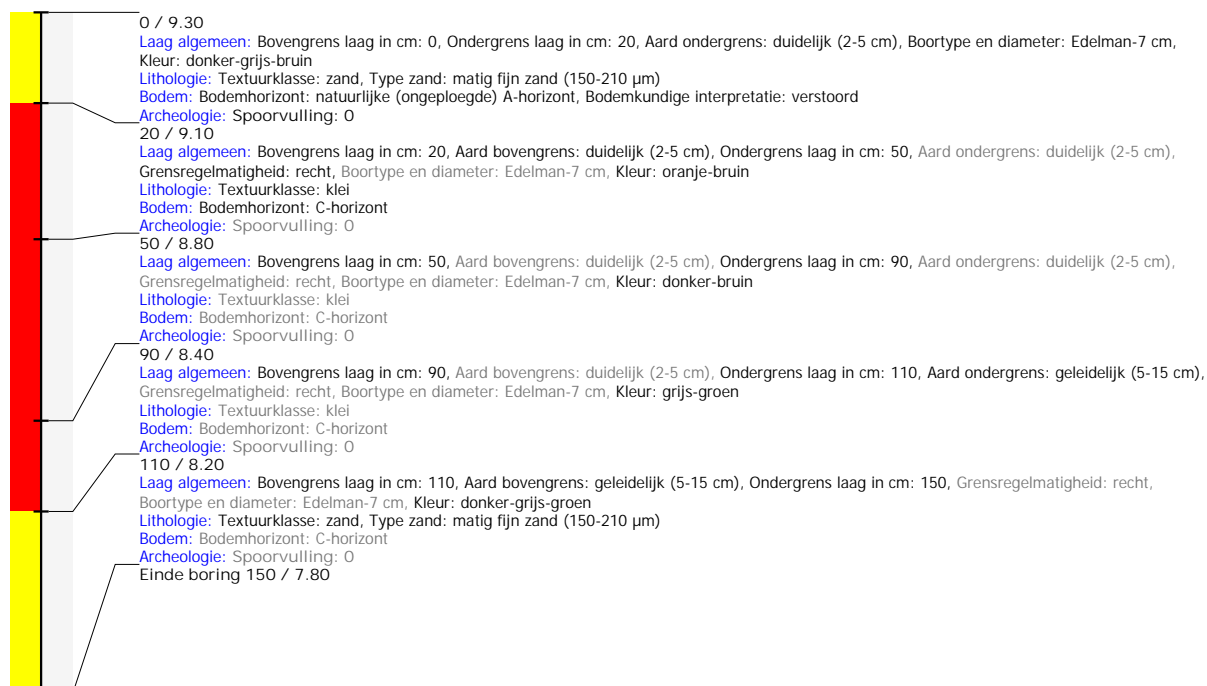 0 / 9.30
Laag algemeen: Bovengrens laag in cm: 0, Ondergrens laag in cm: 20, Aard ondergrens: duidelijk (2-5 cm), Boortype en diameter: Edelman-7 cm,
Kleur: donker-grijs-bruin
Lithologie: Textuurklasse: zand, Type zand: matig fijn zand (150-210 µm)
Bodem: Bodemhorizont: natuurlijke (ongeploegde) A-horizont, Bodemkundige interpretatie: verstoord
Archeologie: Spoorvulling: 0
20 / 9.10
Laag algemeen: Bovengrens laag in cm: 20, Aard bovengrens: duidelijk (2-5 cm), Ondergrens laag in cm: 50, Aard ondergrens: duidelijk (2-5 cm),
Grensregelmatigheid: recht, Boortype en diameter: Edelman-7 cm, Kleur: oranje-bruin
Lithologie: Textuurklasse: klei
Bodem: Bodemhorizont: C-horizont
Archeologie: Spoorvulling: 0
50 / 8.80
Laag algemeen: Bovengrens laag in cm: 50, Aard bovengrens: duidelijk (2-5 cm), Ondergrens laag in cm: 90, Aard ondergrens: duidelijk (2-5 cm),
Grensregelmatigheid: recht, Boortype en diameter: Edelman-7 cm, Kleur: donker-bruin
Lithologie: Textuurklasse: klei
Bodem: Bodemhorizont: C-horizont
Archeologie: Spoorvulling: 0
90 / 8.40
Laag algemeen: Bovengrens laag in cm: 90, Aard bovengrens: duidelijk (2-5 cm), Ondergrens laag in cm: 110, Aard ondergrens: geleidelijk (5-15 cm),
Grensregelmatigheid: recht, Boortype en diameter: Edelman-7 cm, Kleur: grijs-groen
Lithologie: Textuurklasse: klei
Bodem: Bodemhorizont: C-horizont
Archeologie: Spoorvulling: 0
110 / 8.20
Laag algemeen: Bovengrens laag in cm: 110, Aard bovengrens: geleidelijk (5-15 cm), Ondergrens laag in cm: 150, Grensregelmatigheid: recht,
Boortype en diameter: Edelman-7 cm, Kleur: donker-grijs-groen
Lithologie: Textuurklasse: zand, Type zand: matig fijn zand (150-210 µm)
Bodem: Bodemhorizont: C-horizont
Archeologie: Spoorvulling: 0
Einde boring 150 / 7.80